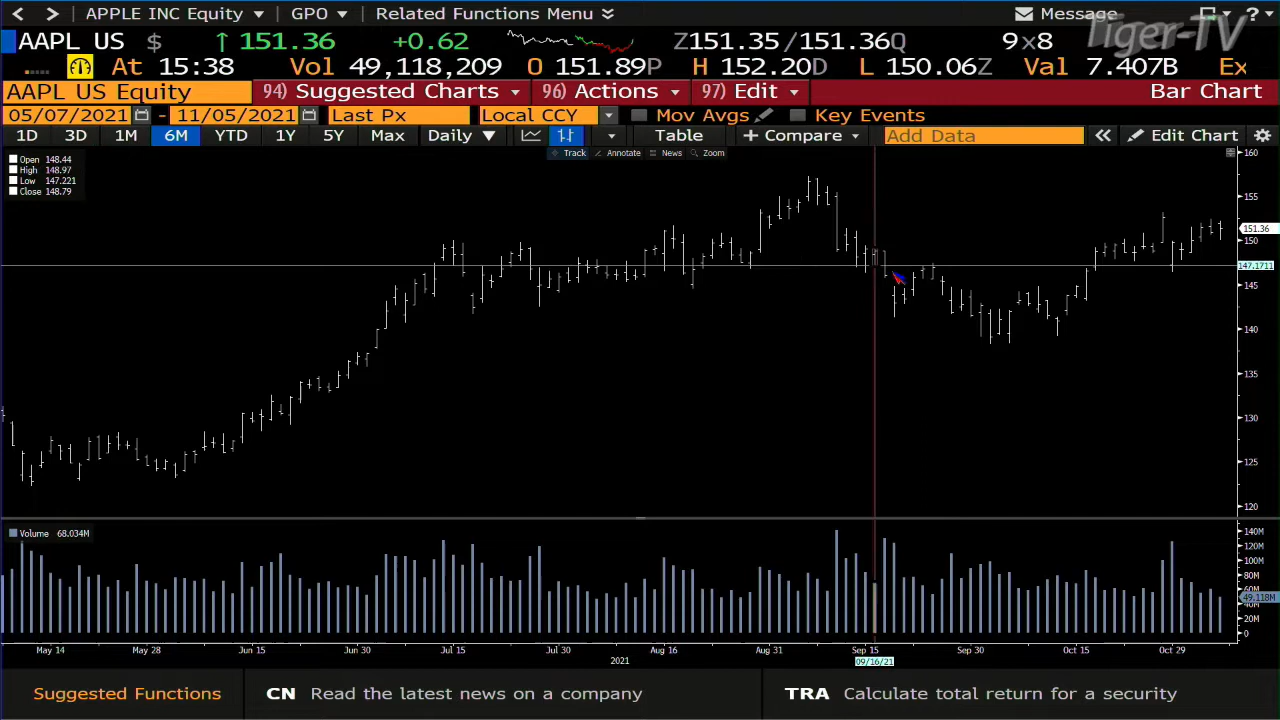 APPLE INC Equity GPO Related Functions Menu Message ?
Tiger-TV
AAPL US $ ↑ 151.36 +0.62 Z151.35/151.36Q 9x8
At 15:38 Vol 49,118,209 O 151.89P H 152.20D L 150.06Z Val 7.407B Ex
AAPL US Equity 94) Suggested Charts 96) Actions 97) Edit Bar Chart
05/07/2021 - 11/05/2021 Last Px Local CCY Mov Avgs Key Events
1D 3D 1M 6M YTD 1Y 5Y Max Daily ▼ Table + Compare Add Data « Edit Chart
Track Annotate News Zoom
Open 148.44
High 148.97
Low 147.221
Close 148.79
160
155
151.36
150
147.1711
145
140
135
130
125
120
Volume 68.034M
140M
120M
100M
80M
60M
49.118M
40M
20M
0
May 14 May 28 Jun 15 Jun 30 Jul 15 Jul 30 Aug 16 Aug 31 Sep 15 Sep 30 Oct 15 Oct 29
2021 09/16/21
Suggested Functions CN Read the latest news on a company TRA Calculate total return for a security